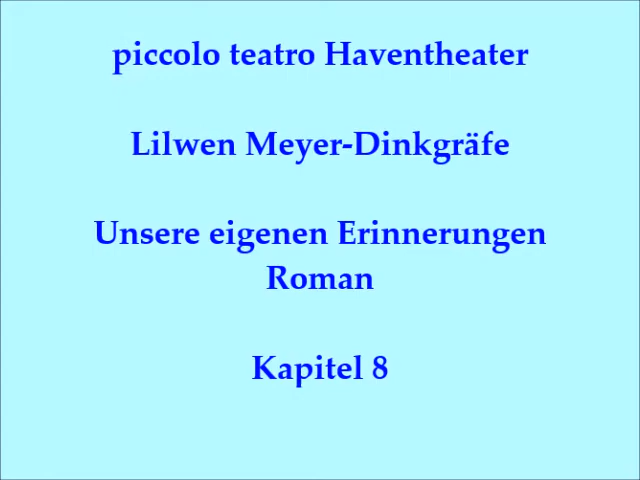 piccolo teatro Haventheater
Lilwen Meyer-Dinkgräfe
Unsere eigenen Erinnerungen
Roman
Kapitel 8